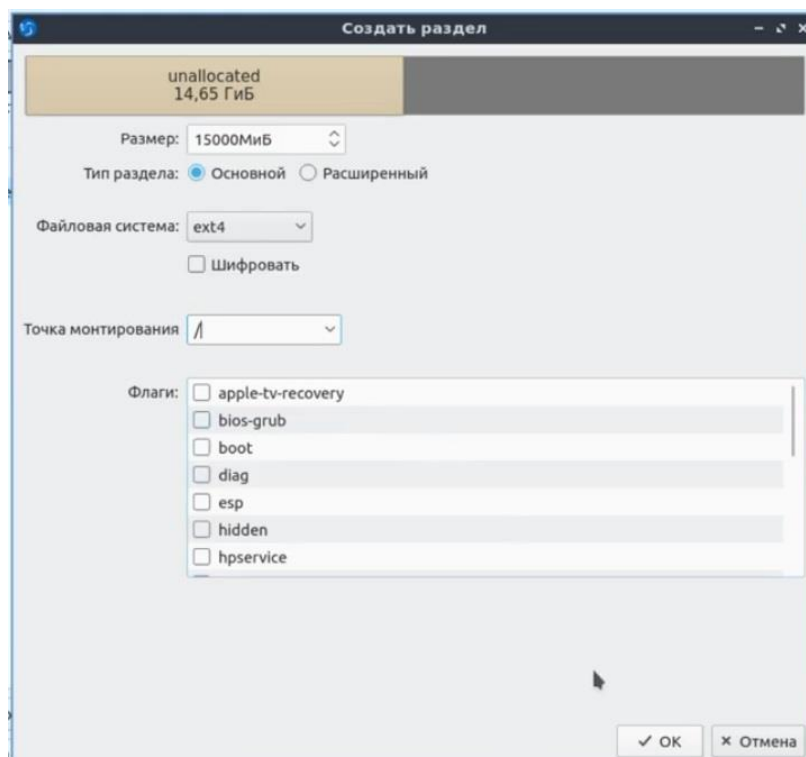 Создать раздел
unallocated
14,65 ГиБ
Размер: 15000МиБ
Тип раздела: Основной Расширенный
Файловая система: ext4
Шифровать
Точка монтирования /
Флаги: apple-tv-recovery
bios-grub
boot
diag
esp
hidden
hpservice
OK Отмена